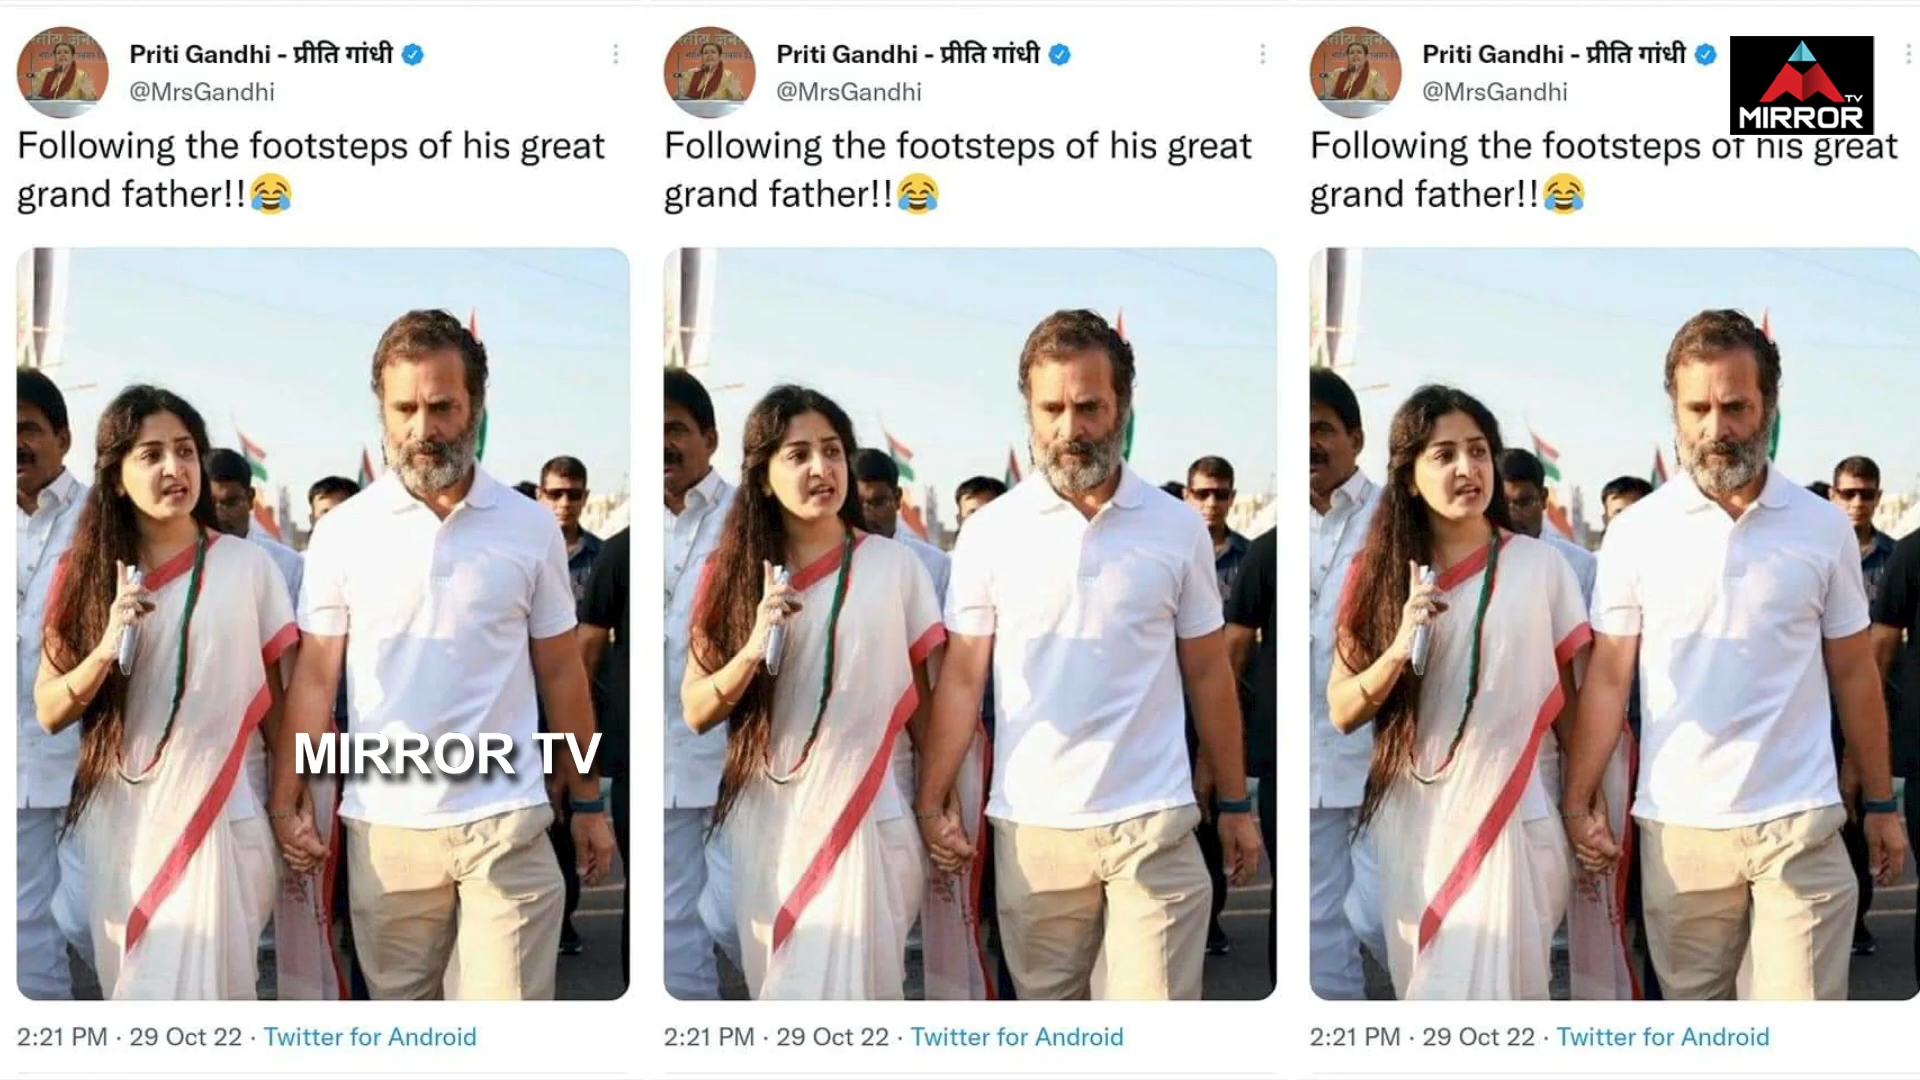 Priti Gandhi - प्रीति गांधी
@MrsGandhi
Following the footsteps of his great
grand father!!😂
MIRROR TV
2:21 PM · 29 Oct 22 · Twitter for Android
Priti Gandhi - प्रीति गांधी
@MrsGandhi
Following the footsteps of his great
grand father!!😂
2:21 PM · 29 Oct 22 · Twitter for Android
Priti Gandhi - प्रीति गांधी
@MrsGandhi
TV
MIRROR
Following the footsteps of his great
grand father!!😂
2:21 PM · 29 Oct 22 · Twitter for Android